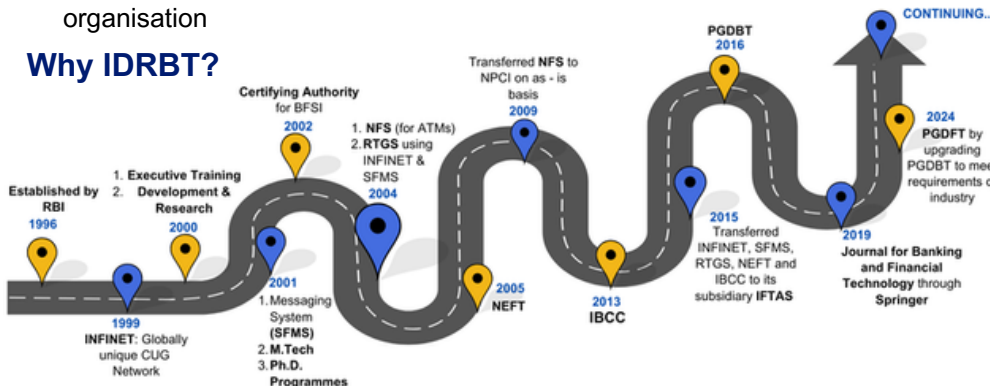 organisation
Why IDRBT?
Established by
RBI
1996
1999
INFINET: Globally
unique CUG
Network
1. Executive Training
2. Development &
Research
2000
2001
1. Messaging
System
(SFMS)
2. M.Tech
3. Ph.D.
Programmes
Certifying Authority
for BFSI
2002
1. NFS (for ATMs)
2. RTGS using
INFINET &
SFMS
2004
2005
NEFT
Transferred NFS to
NPCI on as - is
basis
2009
2013
IBCC
2015
Transferred
INFINET, SFMS,
RTGS, NEFT and
IBCC to its
subsidiary IFTAS
PGDBT
2016
2019
Journal for Banking
and Financial
Technology through
Springer
2024
PGDFT by
upgrading
PGDBT to mee
requirements o
industry
CONTINUING..